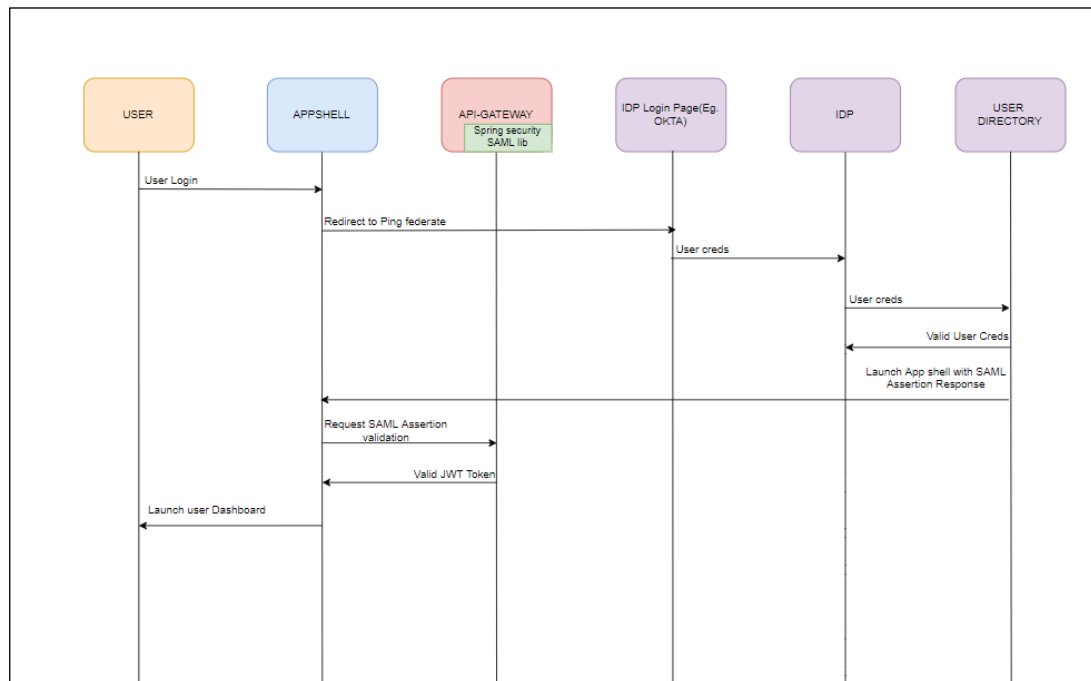 USER
APPSHELL
API-GATEWAY
Spring security
SAML lib
IDP Login Page(Eg.
OKTA)
IDP
USER
DIRECTORY
User Login
Redirect to Ping federate
User creds
User creds
Valid User Creds
Launch App shell with SAML
Assertion Response
Request SAML Assertion
validation
Valid JWT Token
Launch user Dashboard